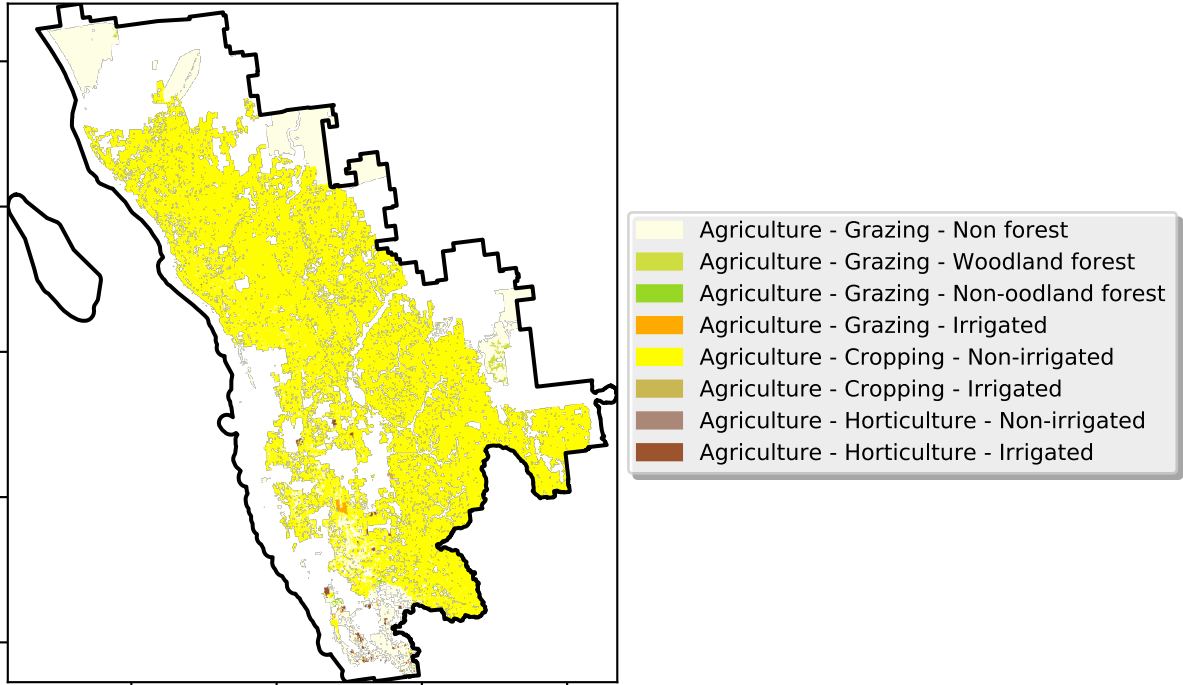 Agriculture - Grazing - Non forest
Agriculture - Grazing - Woodland forest
Agriculture - Grazing - Non-oodland forest
Agriculture - Grazing - Irrigated
Agriculture - Cropping - Non-irrigated
Agriculture - Cropping - Irrigated
Agriculture - Horticulture - Non-irrigated
Agriculture - Horticulture - Irrigated